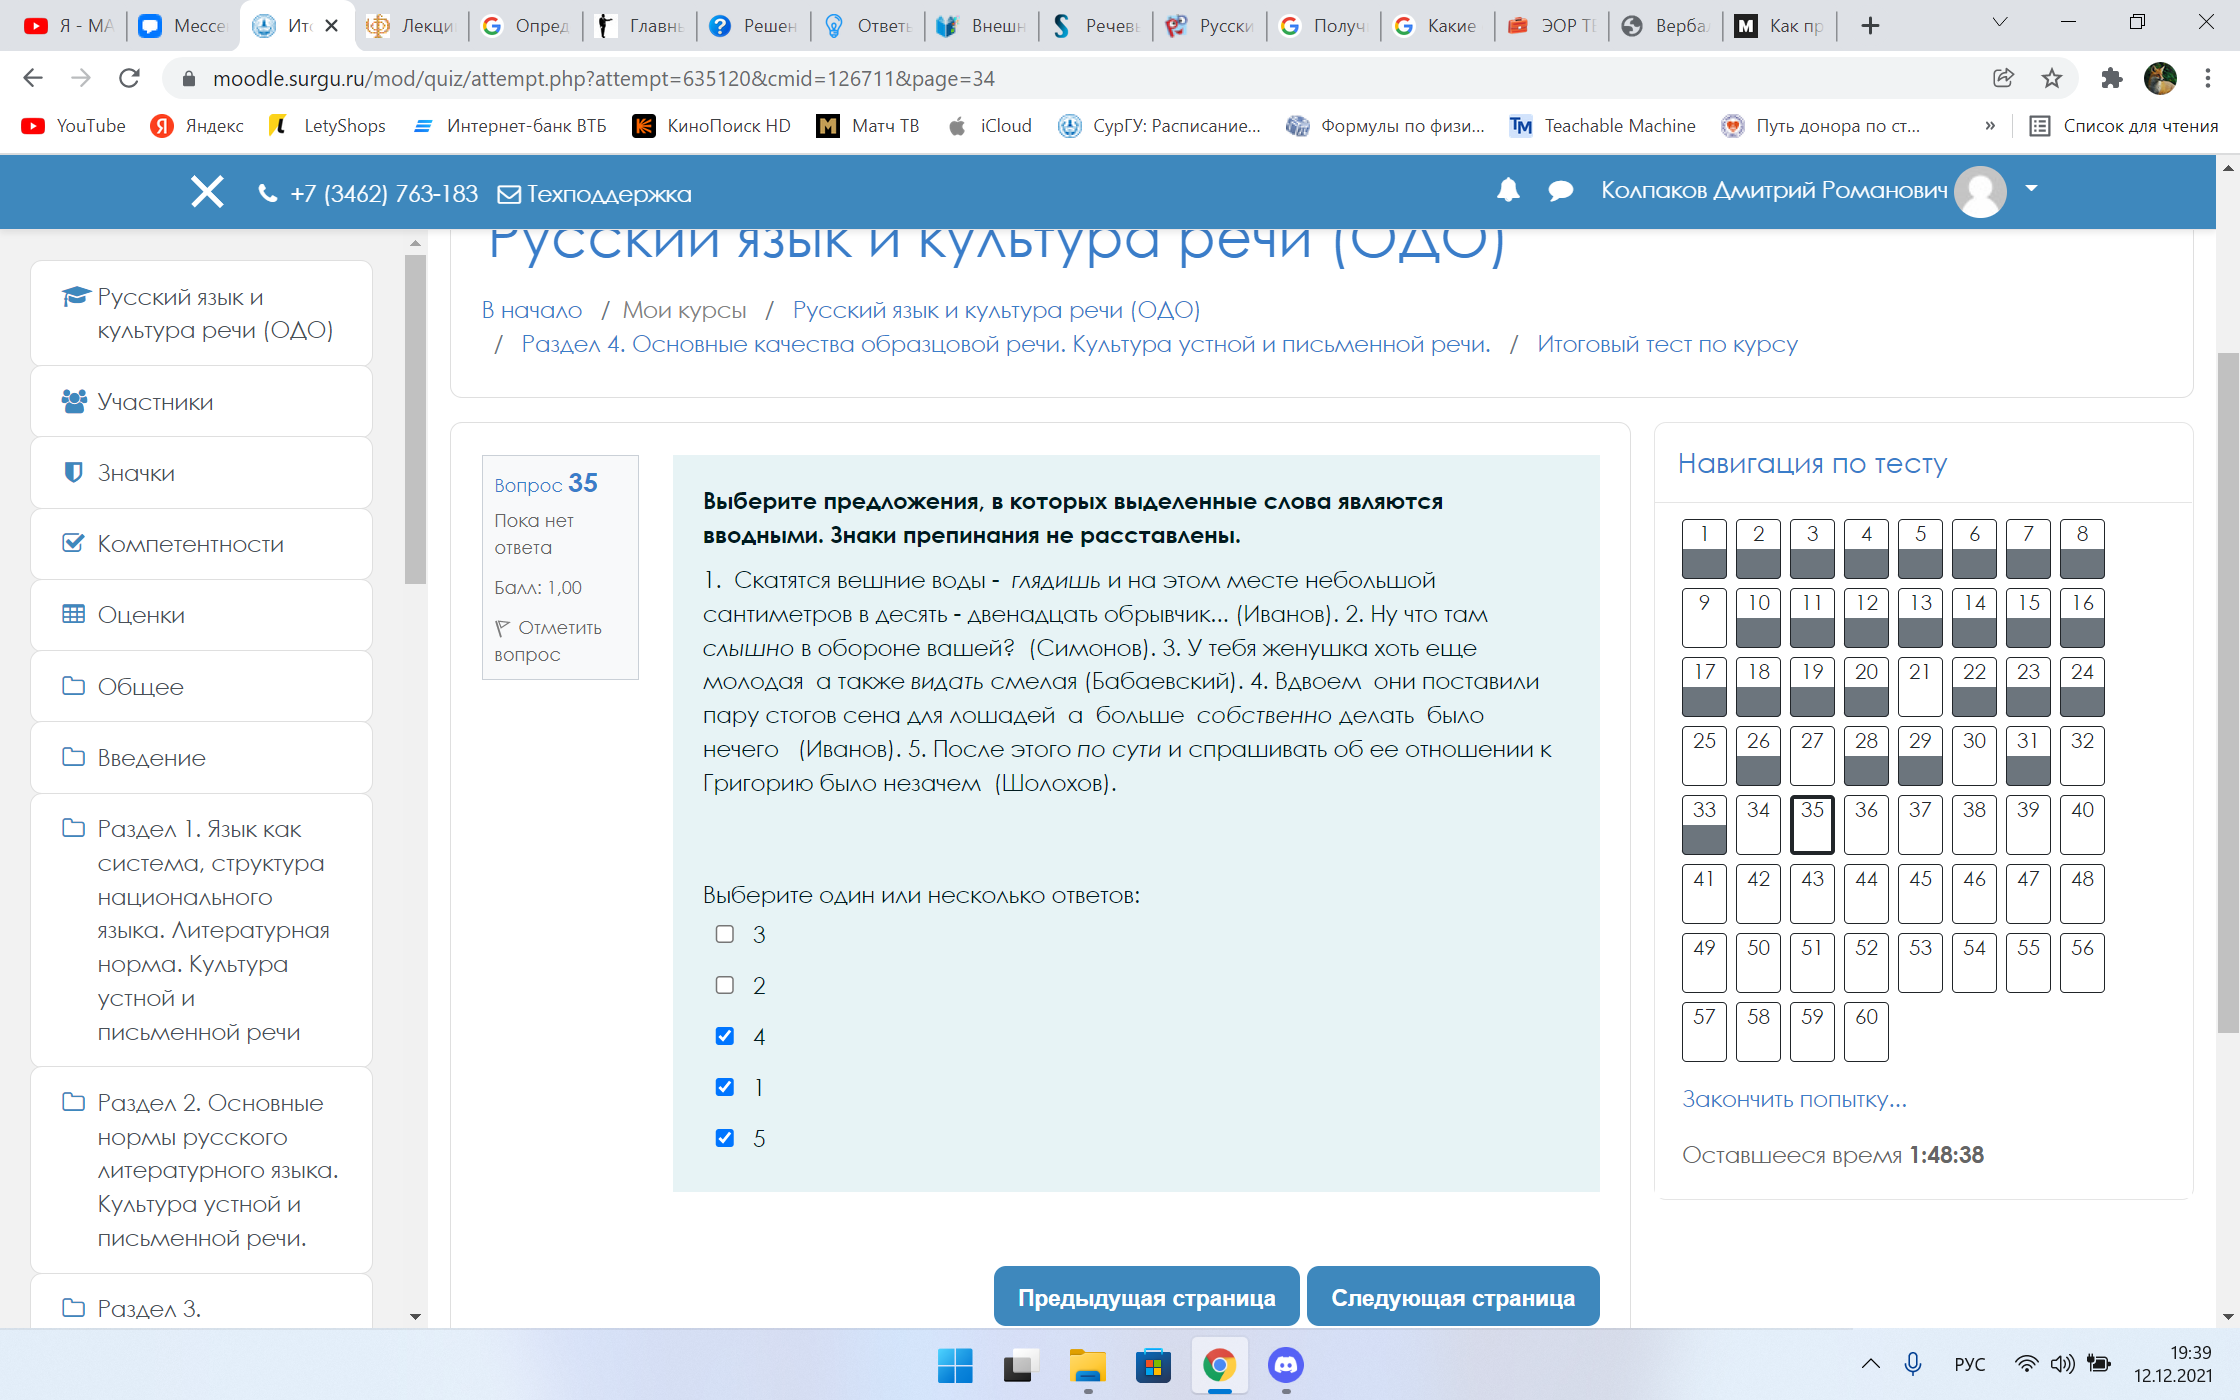 Я - МА
Мессе
Ито
Лекци
Опред
Главнь
Решен
Ответь
Внешн
Речевь
Русски
Получ
Какие
ЭОР ТЕ
Верба
Как пр
moodle.surgu.ru/mod/quiz/attempt.php?attempt=635120&cmid=126711&page=34
YouTube
Яндекс
LetyShops
Интернет-банк ВТБ
КиноПоиск HD
Матч ТВ
iCloud
СурГУ: Расписание...
Формулы по физи...
Teachable Machine
Путь донора по ст...
»
Список для чтения
+7 (3462) 763-183
Техподдержка
Колпаков Дмитрий Романович
Русский язык и культура речи (ОДО)
В начало / Мои курсы / Русский язык и культура речи (ОДО)
/ Раздел 4. Основные качества образцовой речи. Культура устной и письменной речи. / Итоговый тест по курсу
Русский язык и
культура речи (ОДО)
Участники
Значки
Компетентности
Оценки
Общее
Введение
Раздел 1. Язык как
система, структура
национального
языка. Литературная
норма. Культура
устной и
письменной речи
Раздел 2. Основные
нормы русского
литературного языка.
Культура устной и
письменной речи.
Раздел 3.
Вопрос 35
Пока нет
ответа
Балл: 1,00
Отметить
вопрос
Выберите предложения, в которых выделенные слова являются
вводными. Знаки препинания не расставлены.
1. Скатятся вешние воды - глядишь и на этом месте небольшой
сантиметров в десять - двенадцать обрывчик... (Иванов). 2. Ну что там
слышно в обороне вашей? (Симонов). 3. У тебя женушка хоть еще
молодая а также видать смелая (Бабаевский). 4. Вдвоем они поставили
пару стогов сена для лошадей а больше собственно делать было
нечего (Иванов). 5. После этого по сути и спрашивать об ее отношении к
Григорию было незачем (Шолохов).
Выберите один или несколько ответов:
3
2
4
1
5
Предыдущая страница
Следующая страница
Навигация по тесту
1 2 3 4 5 6 7 8
9 10 11 12 13 14 15 16
17 18 19 20 21 22 23 24
25 26 27 28 29 30 31 32
33 34 35 36 37 38 39 40
41 42 43 44 45 46 47 48
49 50 51 52 53 54 55 56
57 58 59 60
Закончить попытку...
Оставшееся время 1:48:38
РУС
19:39
12.12.2021